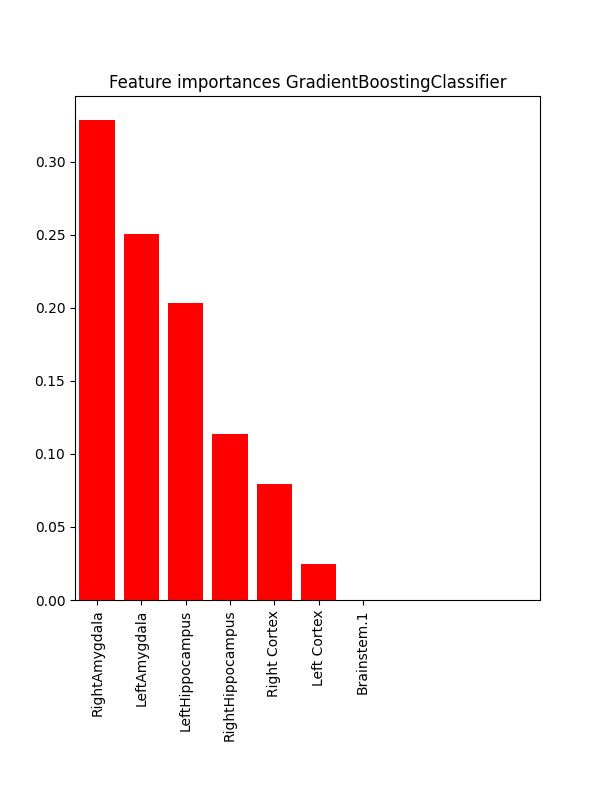 Feature importances GradientBoostingClassifier
0.30
0.25
0.20
0.15
0.10
0.05
0.00
RightAmygdala
LeftAmygdala
LeftHippocampus
RightHippocampus
Right Cortex
Left Cortex
Brainstem.1